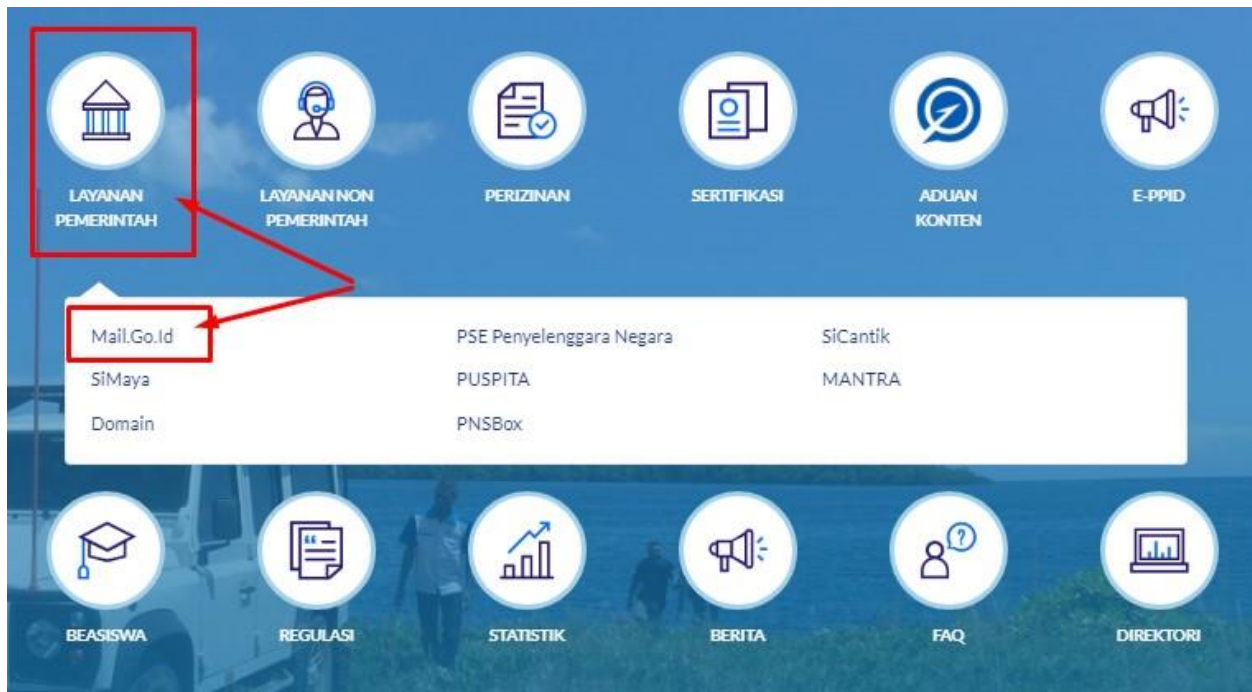 LAYANAN
PEMERINTAH
LAYANAN NON
PEMERINTAH
PERIZINAN
SERTIFIKASI
ADUAN
KONTEN
E-PPID
Mail.Go.Id
PSE Penyelenggara Negara
SiCantik
SiMaya
PUSPITA
MANTRA
Domain
PNSBox
BEASISWA
REGULASI
STATISTIK
BERITA
FAQ
DIREKTORI